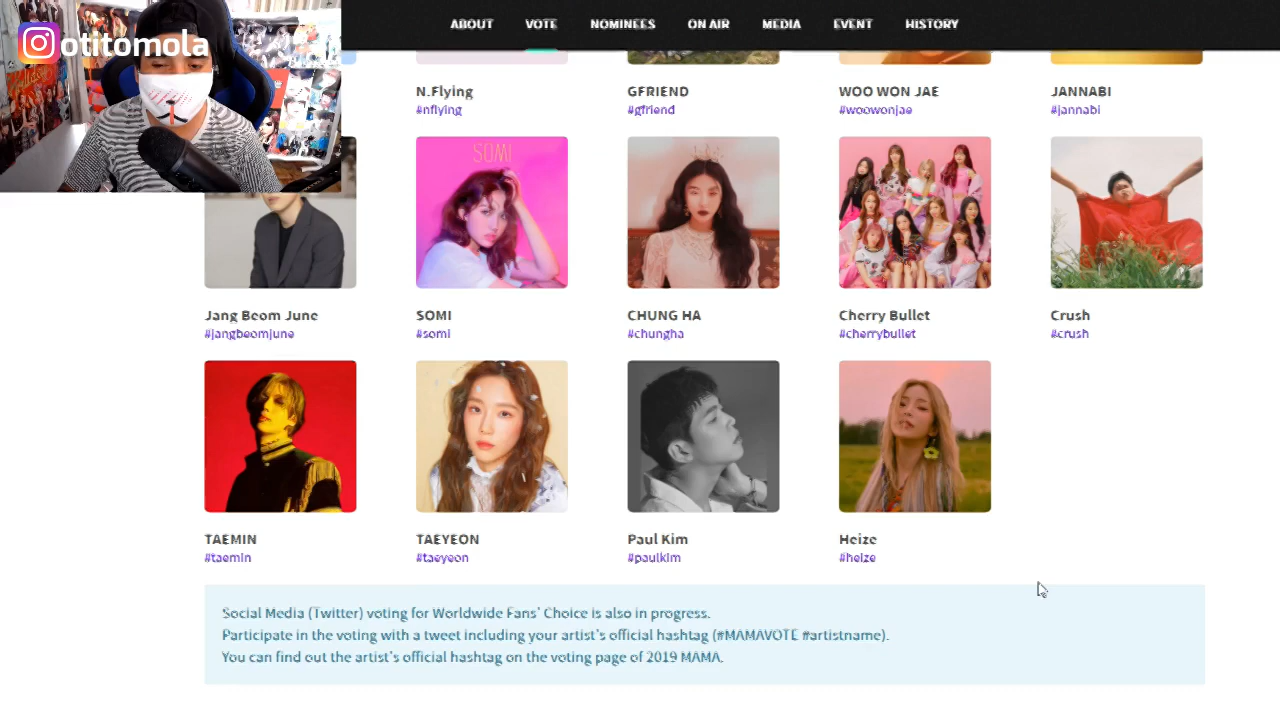 otitomola
ABOUT VOTE NOMINEES ON AIR MEDIA EVENT HISTORY
N.Flying GFRIEND WOO WON JAE JANNABI
#nflying #gfriend #woowonjae #jannabi
SOMI
Jang Beom June SOMI CHUNG HA Cherry Bullet Crush
#jangbeomjune #somi #chungha #cherrybullet #crush
TAEMIN TAEYEON Paul Kim Heize
#taemin #taeyeon #paulkim #heize
Social Media (Twitter) voting for Worldwide Fans' Choice is also in progress.
Participate in the voting with a tweet including your artist's official hashtag (#MAMAVOTE #artistname).
You can find out the artist's official hashtag on the voting page of 2019 MAMA.